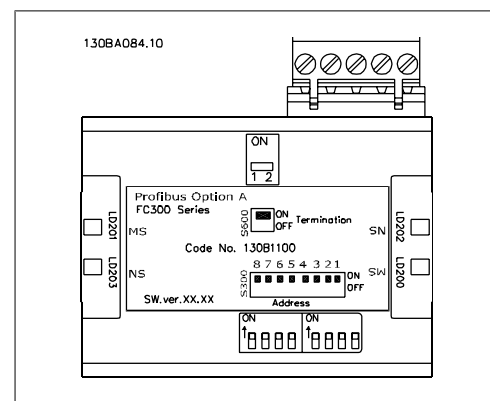 130BA084.10
ON
1 2
Profibus Option A
FC300 Series
S600
ON
OFF
Termination
LD201
MS
SN
LD202
Code No. 130B1100
8 7 6 5 4 3 2 1
LD203
NS
S300
ON
OFF
SW
LD200
SW.ver.XX.XX
Address
ON
ON